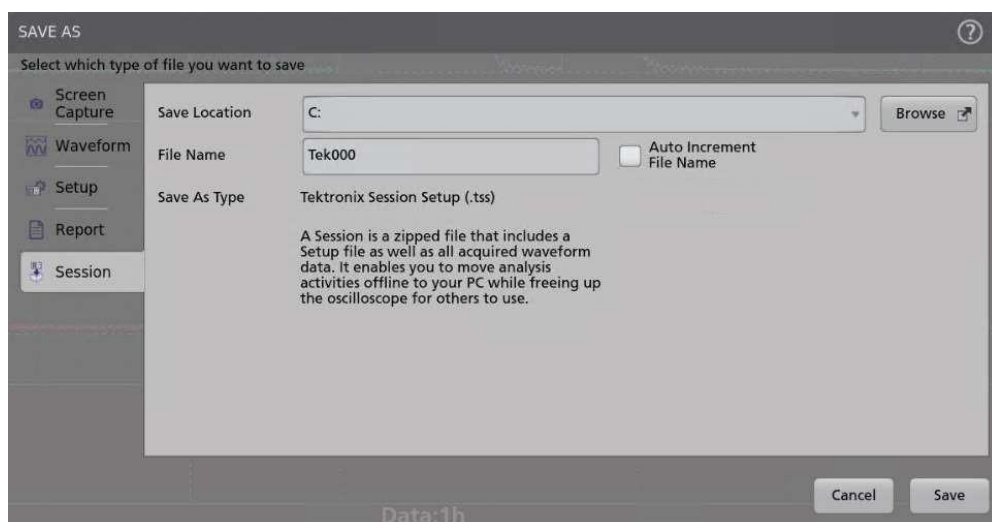 SAVE AS
?
Select which type of file you want to save
Screen
Capture
Waveform
Setup
Report
Session
Save Location
C:
Browse
File Name
Tek000
Auto Increment
File Name
Save As Type
Tektronix Session Setup (.tss)
A Session is a zipped file that includes a
Setup file as well as all acquired waveform
data. It enables you to move analysis
activities offline to your PC while freeing up
the oscilloscope for others to use.
Cancel
Save
Data:1h